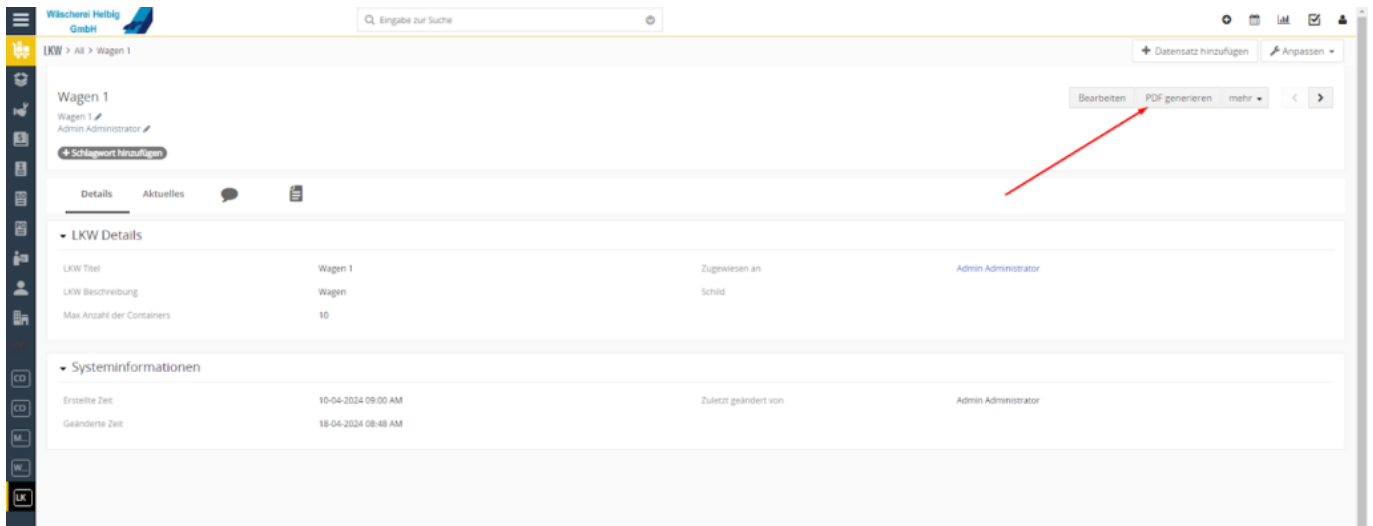 Wäscherei Helbig
GmbH
Eingabe zur Suche
LKW > All > Wagen 1
Datensatz hinzufügen
Anpassen
Wagen 1
Wagen 1
Admin Administrator
+ Schlagwort hinzufügen
Bearbeiten
PDF generieren
mehr
Details
Aktuelles
LKW Details
LKW Titel
Wagen 1
Zugewiesen an
Admin Administrator
LKW Beschreibung
Wagen
Schild
Max Anzahl der Containers
10
Systeminformationen
Erstellte Zeit
10-04-2024 09:00 AM
Zuletzt geändert von
Admin Administrator
Geänderte Zeit
18-04-2024 08:48 AM
CO
CO
M...
W...
LK